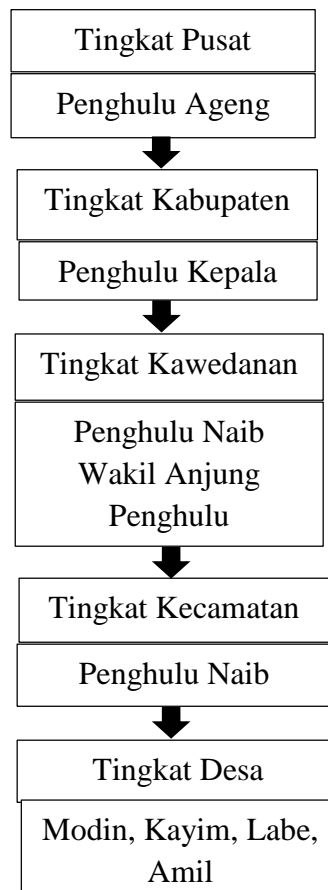 Tingkat Pusat
Penghulu Ageng
Tingkat Kabupaten
Penghulu Kepala
Tingkat Kawedanan
Penghulu Naib
Wakil Anjung
Penghulu
Tingkat Kecamatan
Penghulu Naib
Tingkat Desa
Modin, Kayim, Labe,
Amil